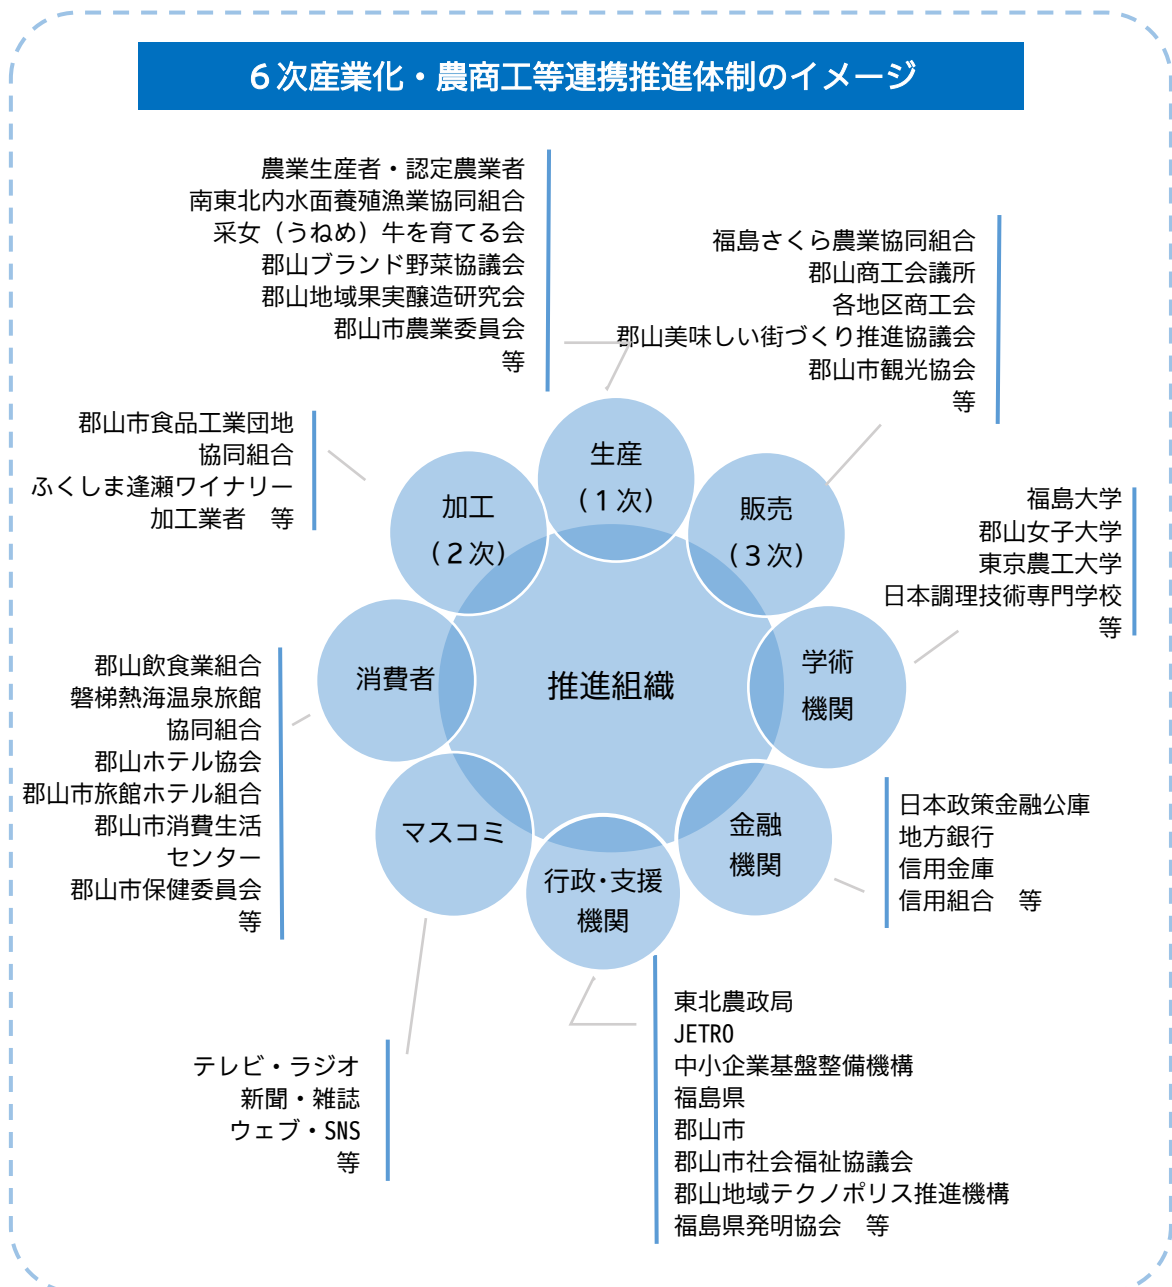 ６次産業化・農商工等連携推進体制のイメージ
農業生産者・認定農業者
南東北内水面養殖漁業協同組合
采女（うねめ）牛を育てる会
郡山ブランド野菜協議会
郡山地域果実醸造研究会
郡山市農業委員会
等
福島さくら農業協同組合
郡山商工会議所
各地区商工会
郡山美味しい街づくり推進協議会
郡山市観光協会
等
郡山市食品工業団地
協同組合
ふくしま逢瀬ワイナリー
加工業者　等
生産
(１次)
加工
(２次)
販売
(３次)
福島大学
郡山女子大学
東京農工大学
日本調理技術専門学校
等
郡山飲食業組合
磐梯熱海温泉旅館
協同組合
郡山ホテル協会
郡山市旅館ホテル組合
郡山市消費生活
センター
郡山市保健委員会
等
消費者
推進組織
学術
機関
マスコミ
行政・支援
機関
金融
機関
日本政策金融公庫
地方銀行
信用金庫
信用組合　等
テレビ・ラジオ
新聞・雑誌
ウェブ・SNS
等
東北農政局
JETRO
中小企業基盤整備機構
福島県
郡山市
郡山市社会福祉協議会
郡山地域テクノポリス推進機構
福島県発明協会　等